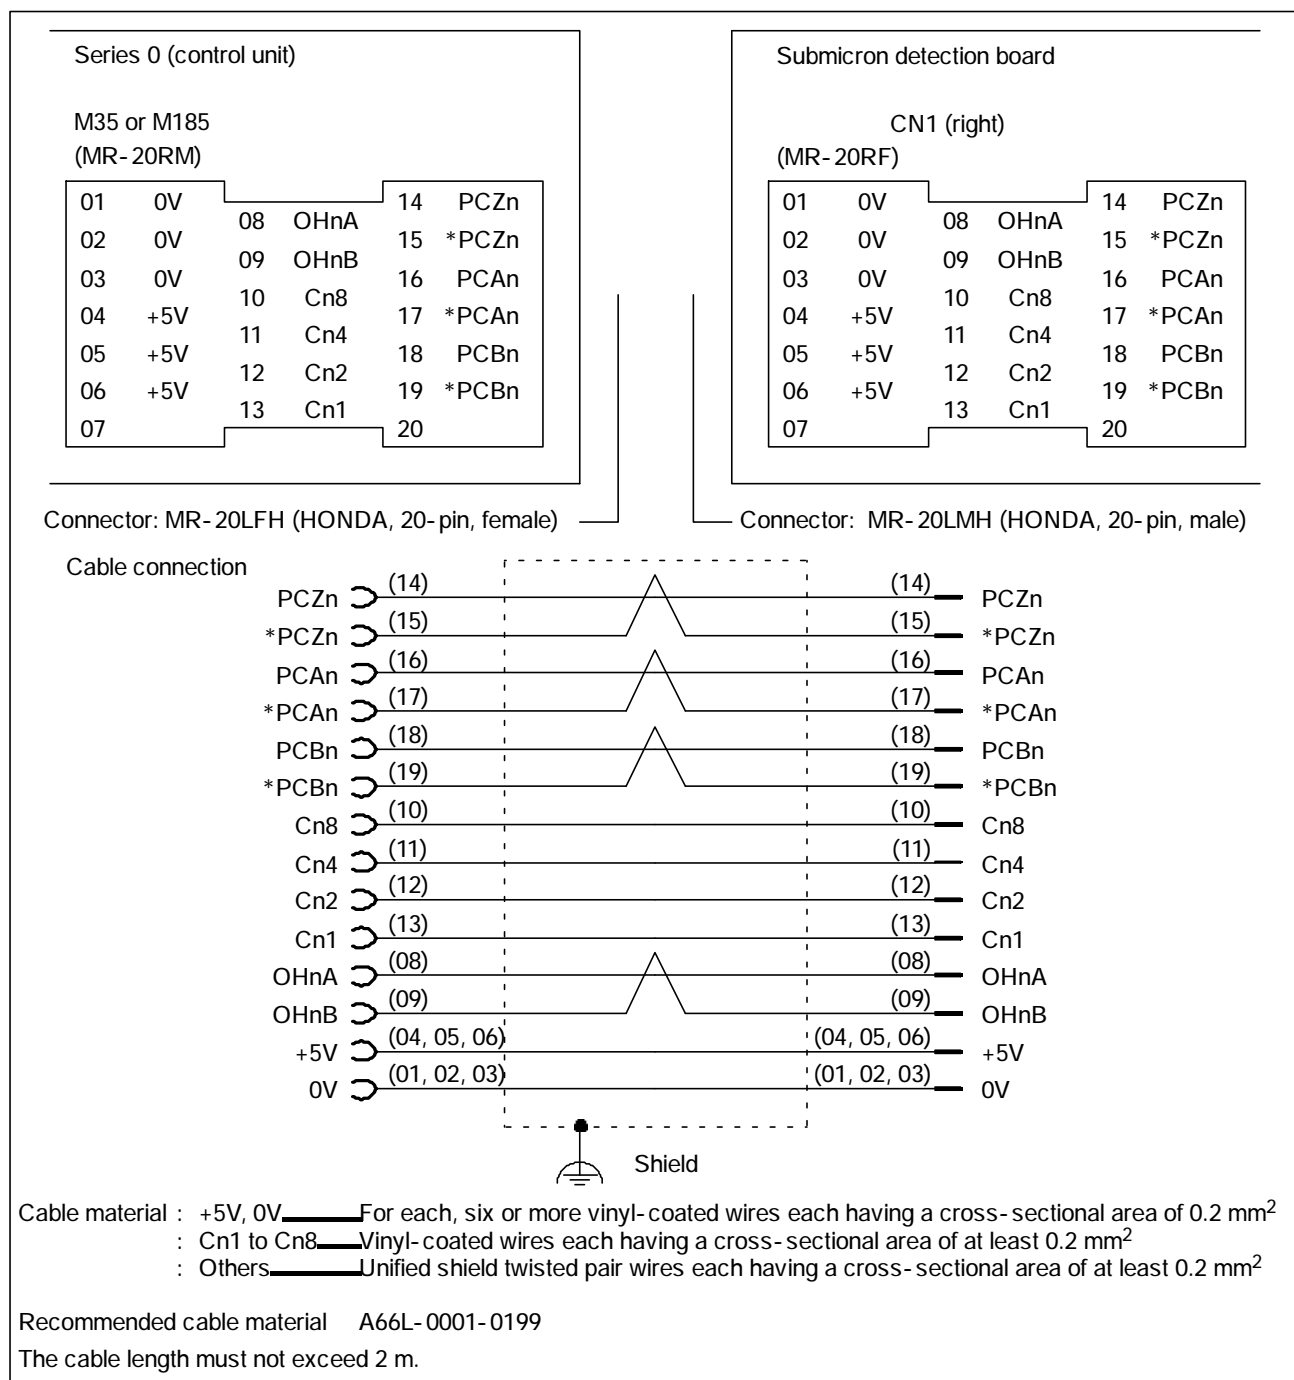 Series 0 (control unit)
Submicron detection board
M35 or M185
CN1 (right)
(MR-20RM)
(MR-20RF)
01 0V 14 PCZn
08 OHnA
02 0V 15 *PCZn
09 OHnB
03 0V 16 PCAn
10 Cn8
04 +5V 17 *PCAn
11 Cn4
05 +5V 18 PCBn
12 Cn2
06 +5V 19 *PCBn
13 Cn1
07 20
01 0V 14 PCZn
08 OHnA
02 0V 15 *PCZn
09 OHnB
03 0V 16 PCAn
10 Cn8
04 +5V 17 *PCAn
11 Cn4
05 +5V 18 PCBn
12 Cn2
06 +5V 19 *PCBn
13 Cn1
07 20
Connector: MR-20LFH (HONDA, 20-pin, female)
Connector: MR-20LMH (HONDA, 20-pin, male)
Cable connection
PCZn (14) (14) PCZn
*PCZn (15) (15) *PCZn
PCAn (16) (16) PCAn
*PCAn (17) (17) *PCAn
PCBn (18) (18) PCBn
*PCBn (19) (19) *PCBn
Cn8 (10) (10) Cn8
Cn4 (11) (11) Cn4
Cn2 (12) (12) Cn2
Cn1 (13) (13) Cn1
OHnA (08) (08) OHnA
OHnB (09) (09) OHnB
+5V (04, 05, 06) (04, 05, 06) +5V
0V (01, 02, 03) (01, 02, 03) 0V
Shield
Cable material : +5V, 0V For each, six or more vinyl-coated wires each having a cross-sectional area of 0.2 mm²
: Cn1 to Cn8 Vinyl-coated wires each having a cross-sectional area of at least 0.2 mm²
: Others Unified shield twisted pair wires each having a cross-sectional area of at least 0.2 mm²
Recommended cable material A66L-0001-0199
The cable length must not exceed 2 m.